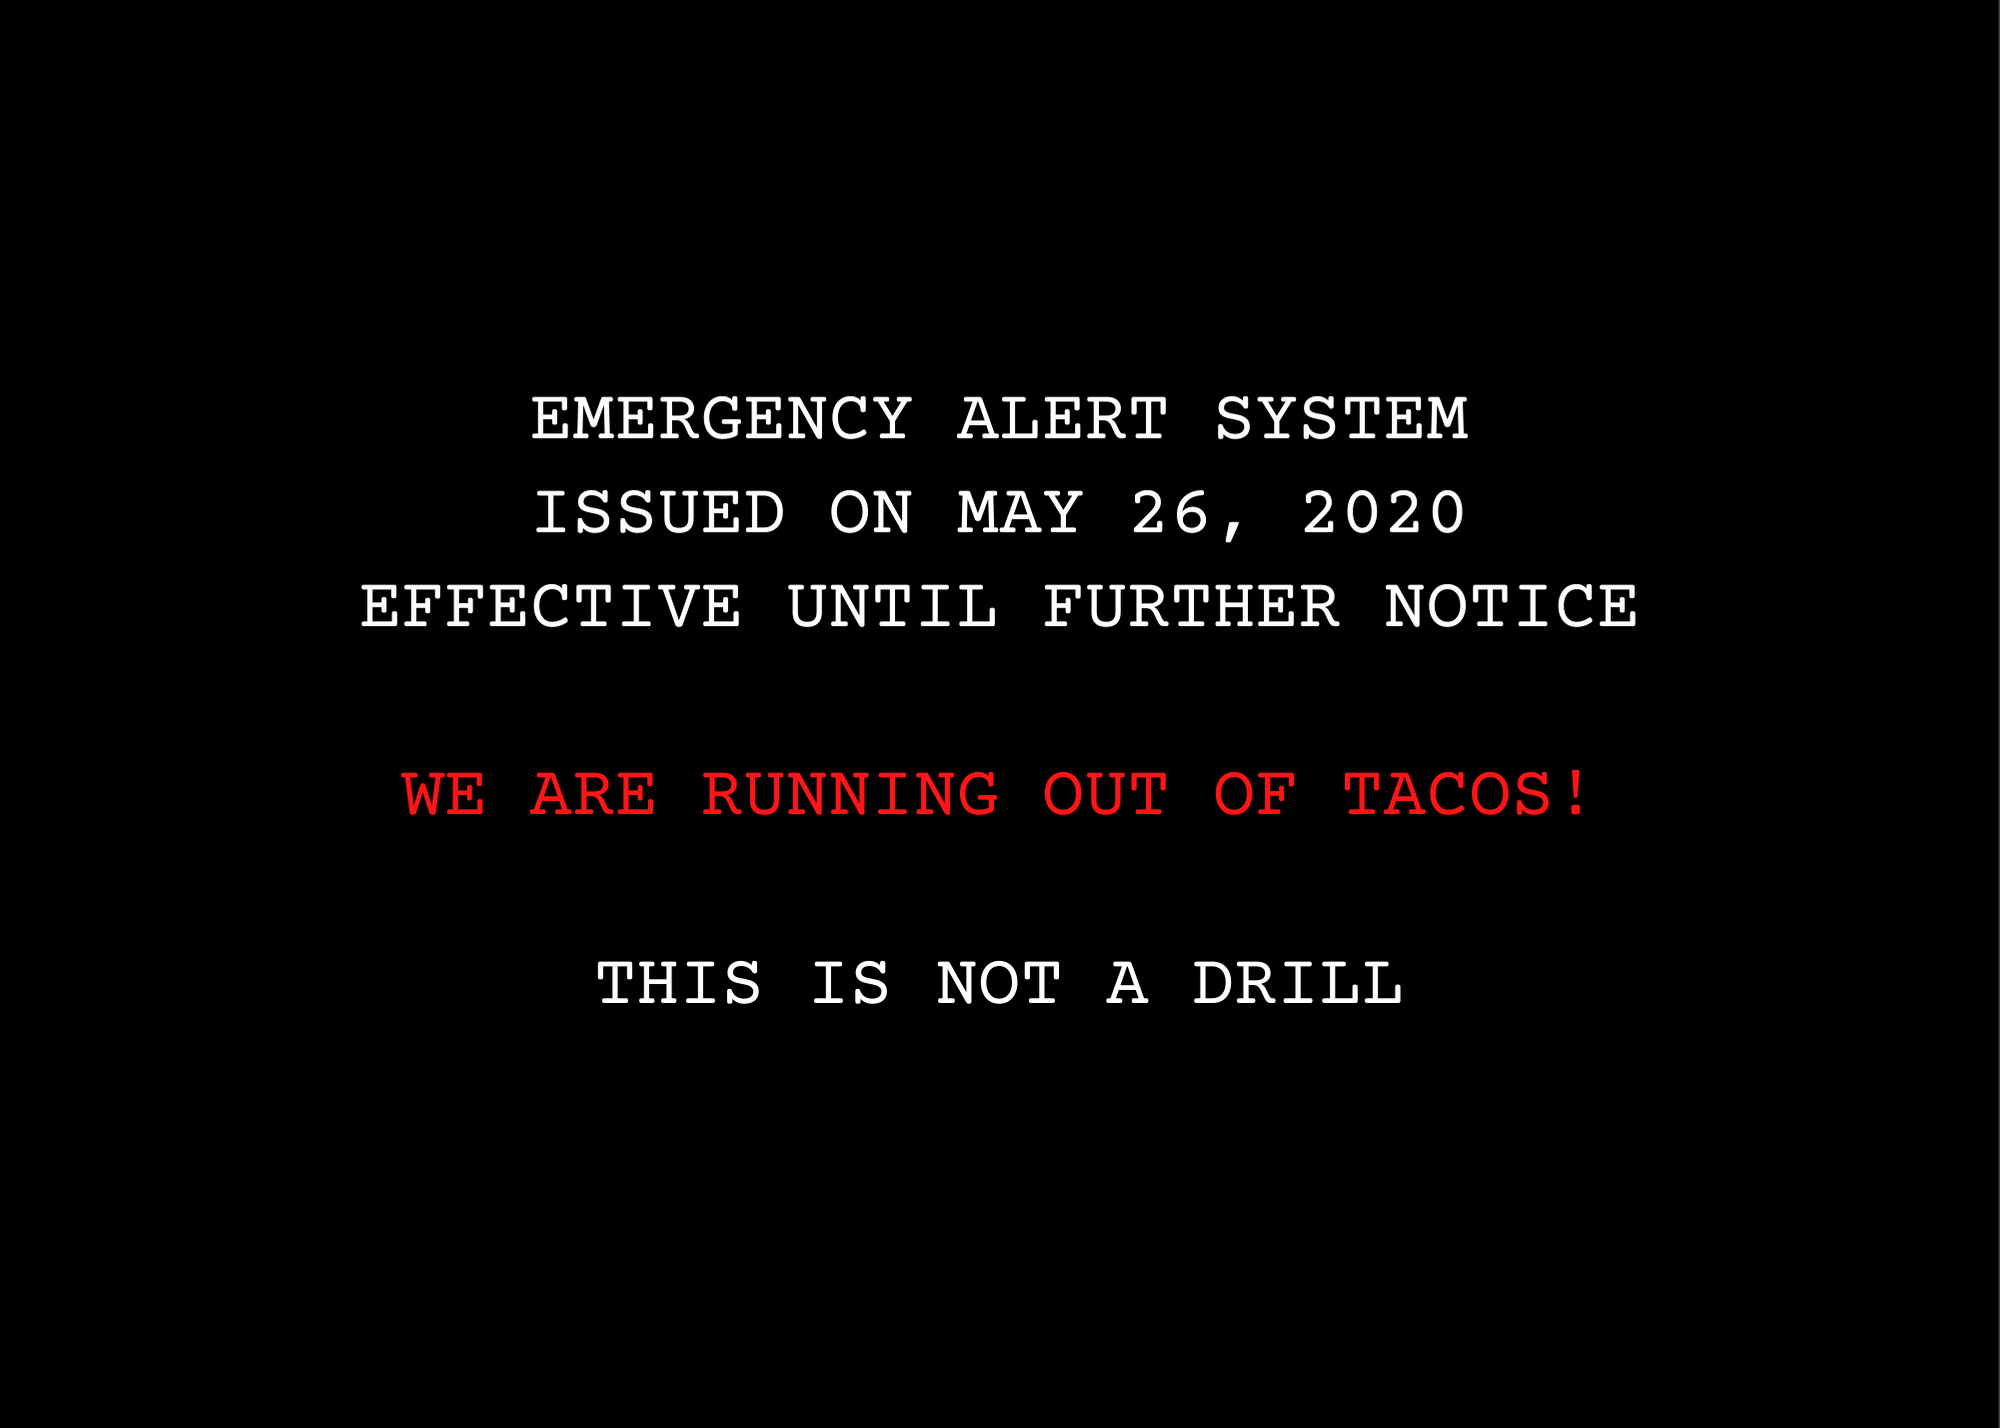 EMERGENCY ALERT SYSTEM
ISSUED ON MAY 26, 2020
EFFECTIVE UNTIL FURTHER NOTICE
WE ARE RUNNING OUT OF TACOS!
THIS IS NOT A DRILL